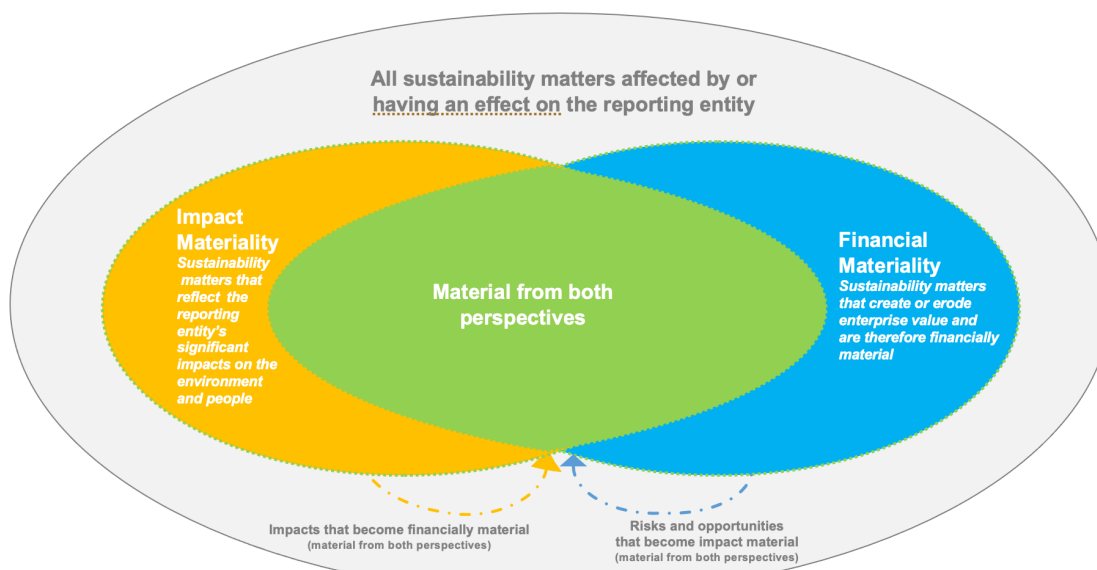 All sustainability matters affected by or
having an effect on the reporting entity
Impact
Materiality
Sustainability
matters that
reflect the
reporting
entity's
significant
impacts on the
environment
and people
Material from both
perspectives
Financial
Materiality
Sustainability matters
that create or erode
enterprise value and
are therefore financially
material
Impacts that become financially material
(material from both perspectives)
Risks and opportunities
that become impact material
(material from both perspectives)